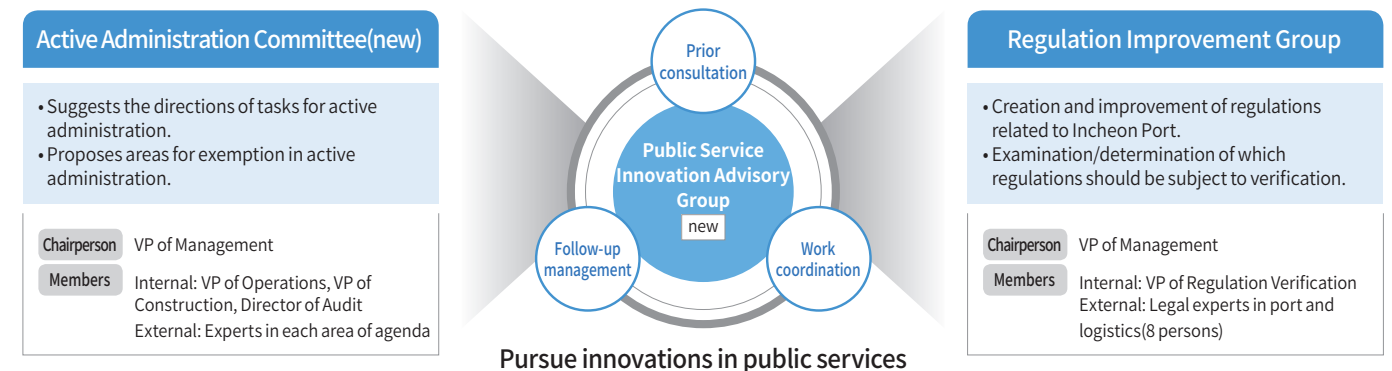 Active Administration Committee(new)
• Suggests the directions of tasks for active
administration.
• Proposes areas for exemption in active
administration.
Chairperson VP of Management
Members Internal: VP of Operations, VP of
Construction, Director of Audit
External: Experts in each area of agenda
Prior
consultation
Public Service
Innovation Advisory
Group
new
Follow-up
management
Work
coordination
Pursue innovations in public services
Regulation Improvement Group
• Creation and improvement of regulations
related to Incheon Port.
• Examination/determination of which
regulations should be subject to verification.
Chairperson VP of Management
Members Internal: VP of Regulation Verification
External: Legal experts in port and
logistics(8 persons)